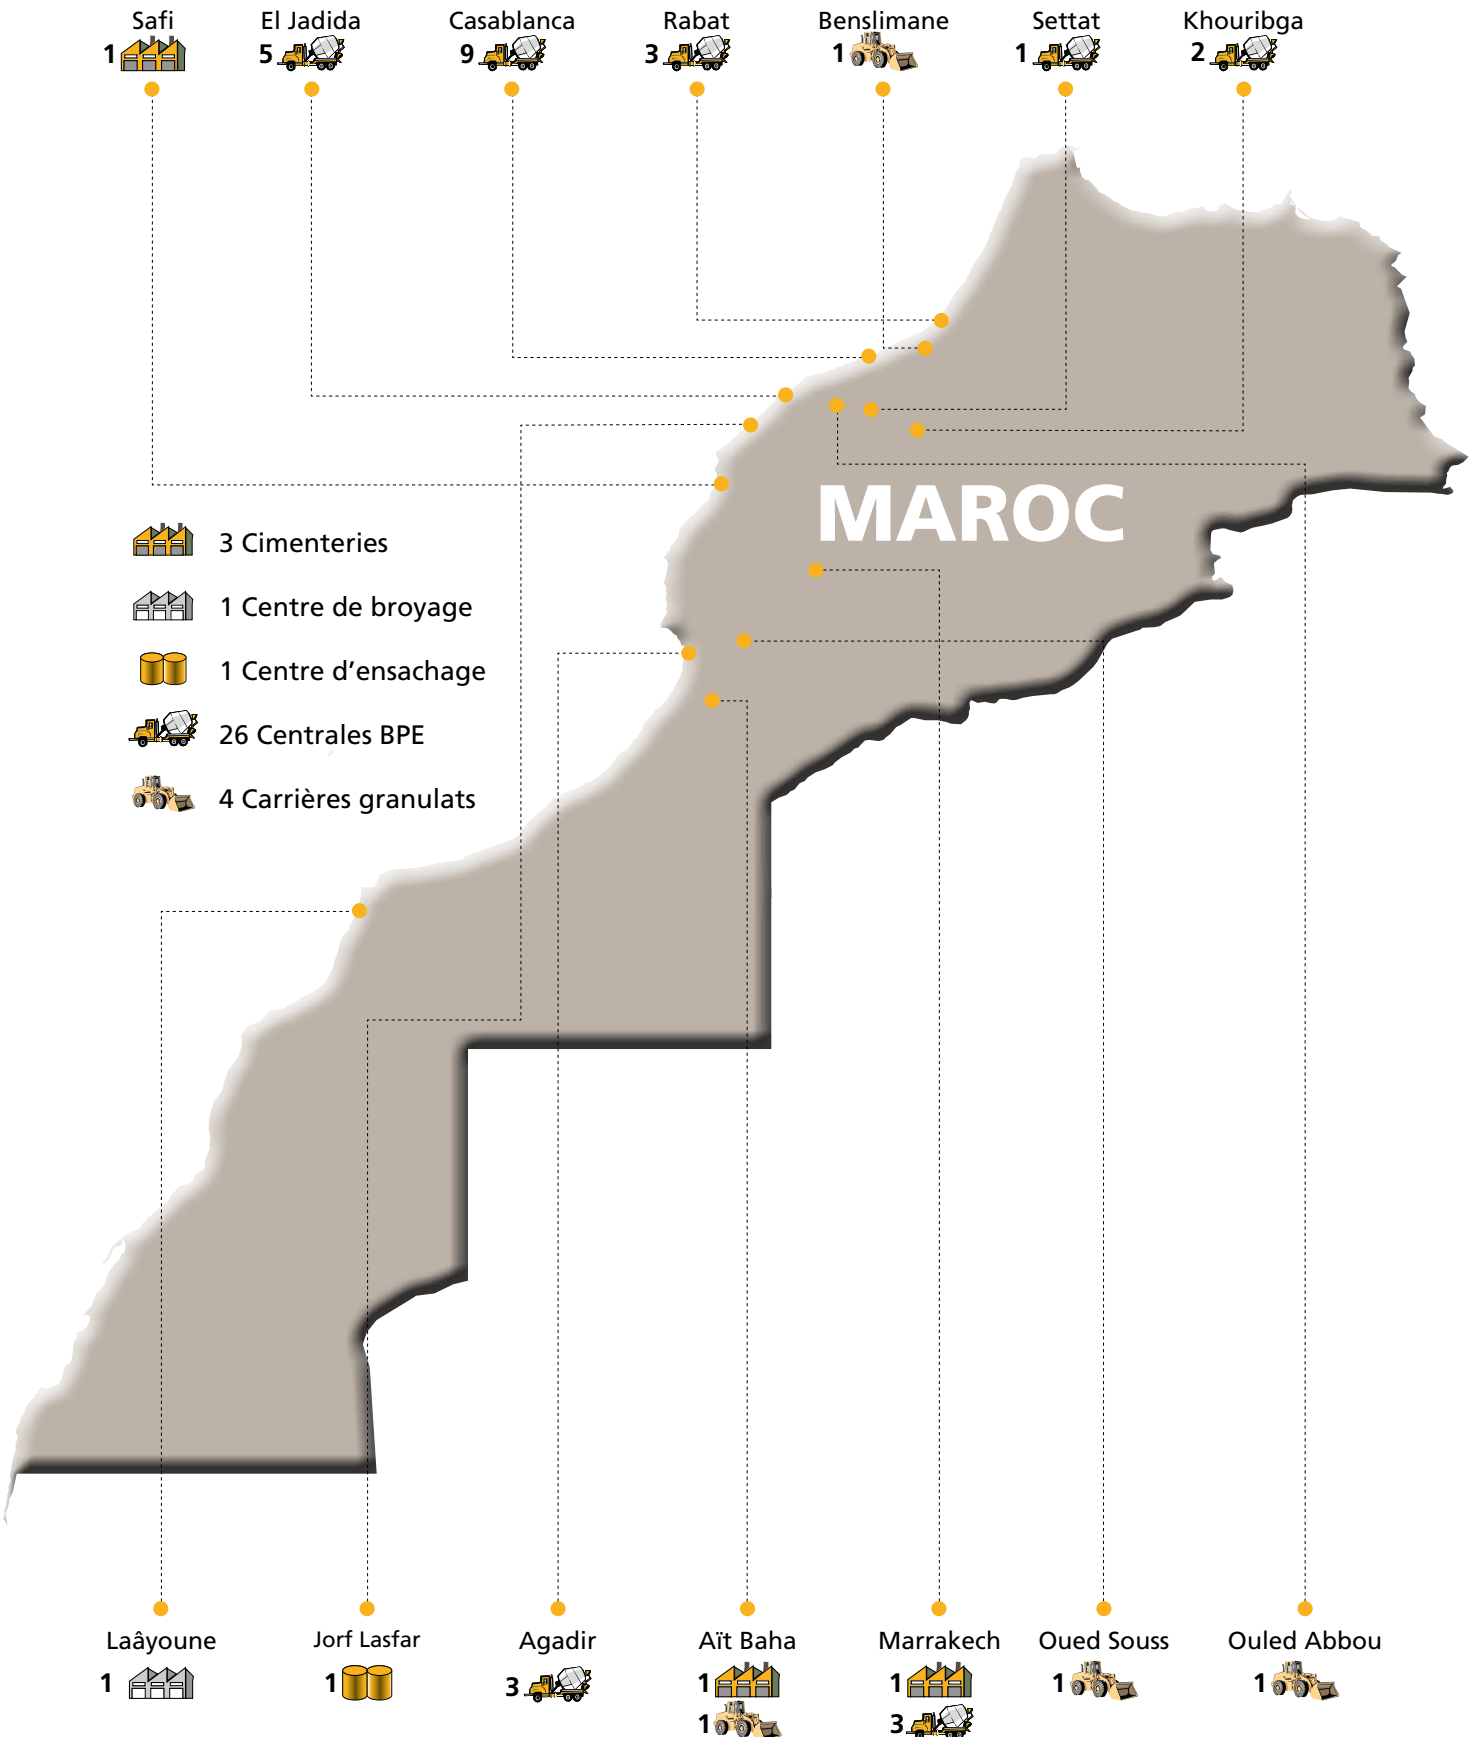 Safi
1
El Jadida
5
Casablanca
9
Rabat
3
Benslimane
1
Settat
1
Khouribga
2
MAROC
3 Cimenteries
1 Centre de broyage
1 Centre d’ensachage
26 Centrales BPE
4 Carrières granulats
Laâyoune
1
Jorf Lasfar
1
Agadir
3
Aït Baha
1
1
Marrakech
1
3
Oued Souss
1
Ouled Abbou
1